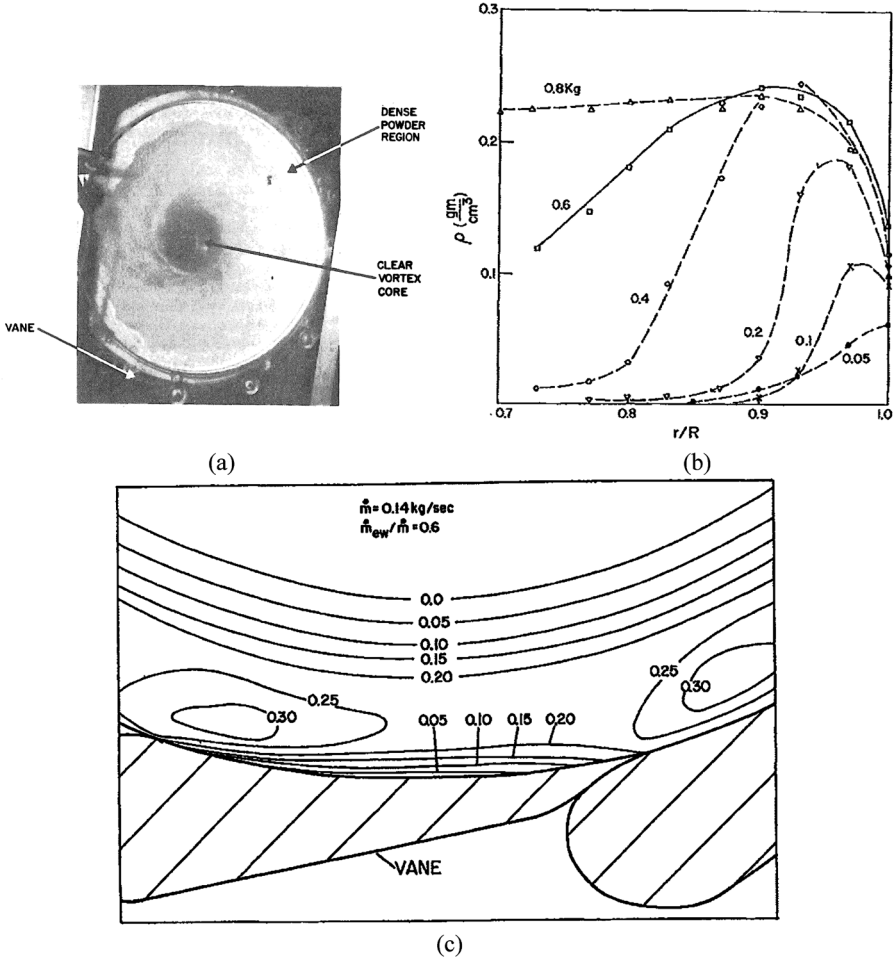 DENSE
POWDER
REGION
CLEAR
VORTEX
CORE
VANE
(a)
0.3
0.2
0.1
ρ (gm/cm3)
0.8Kg
0.6
0.4
0.2
0.1
0.05
0.7
0.8
0.9
1.0
r/R
(b)
ṁ = 0.14 kg/sec
ṁew/ṁ = 0.6
0.0
0.05
0.10
0.15
0.20
0.25
0.30
0.25
0.30
0.05 0.10 0.15 0.20
VANE
(c)